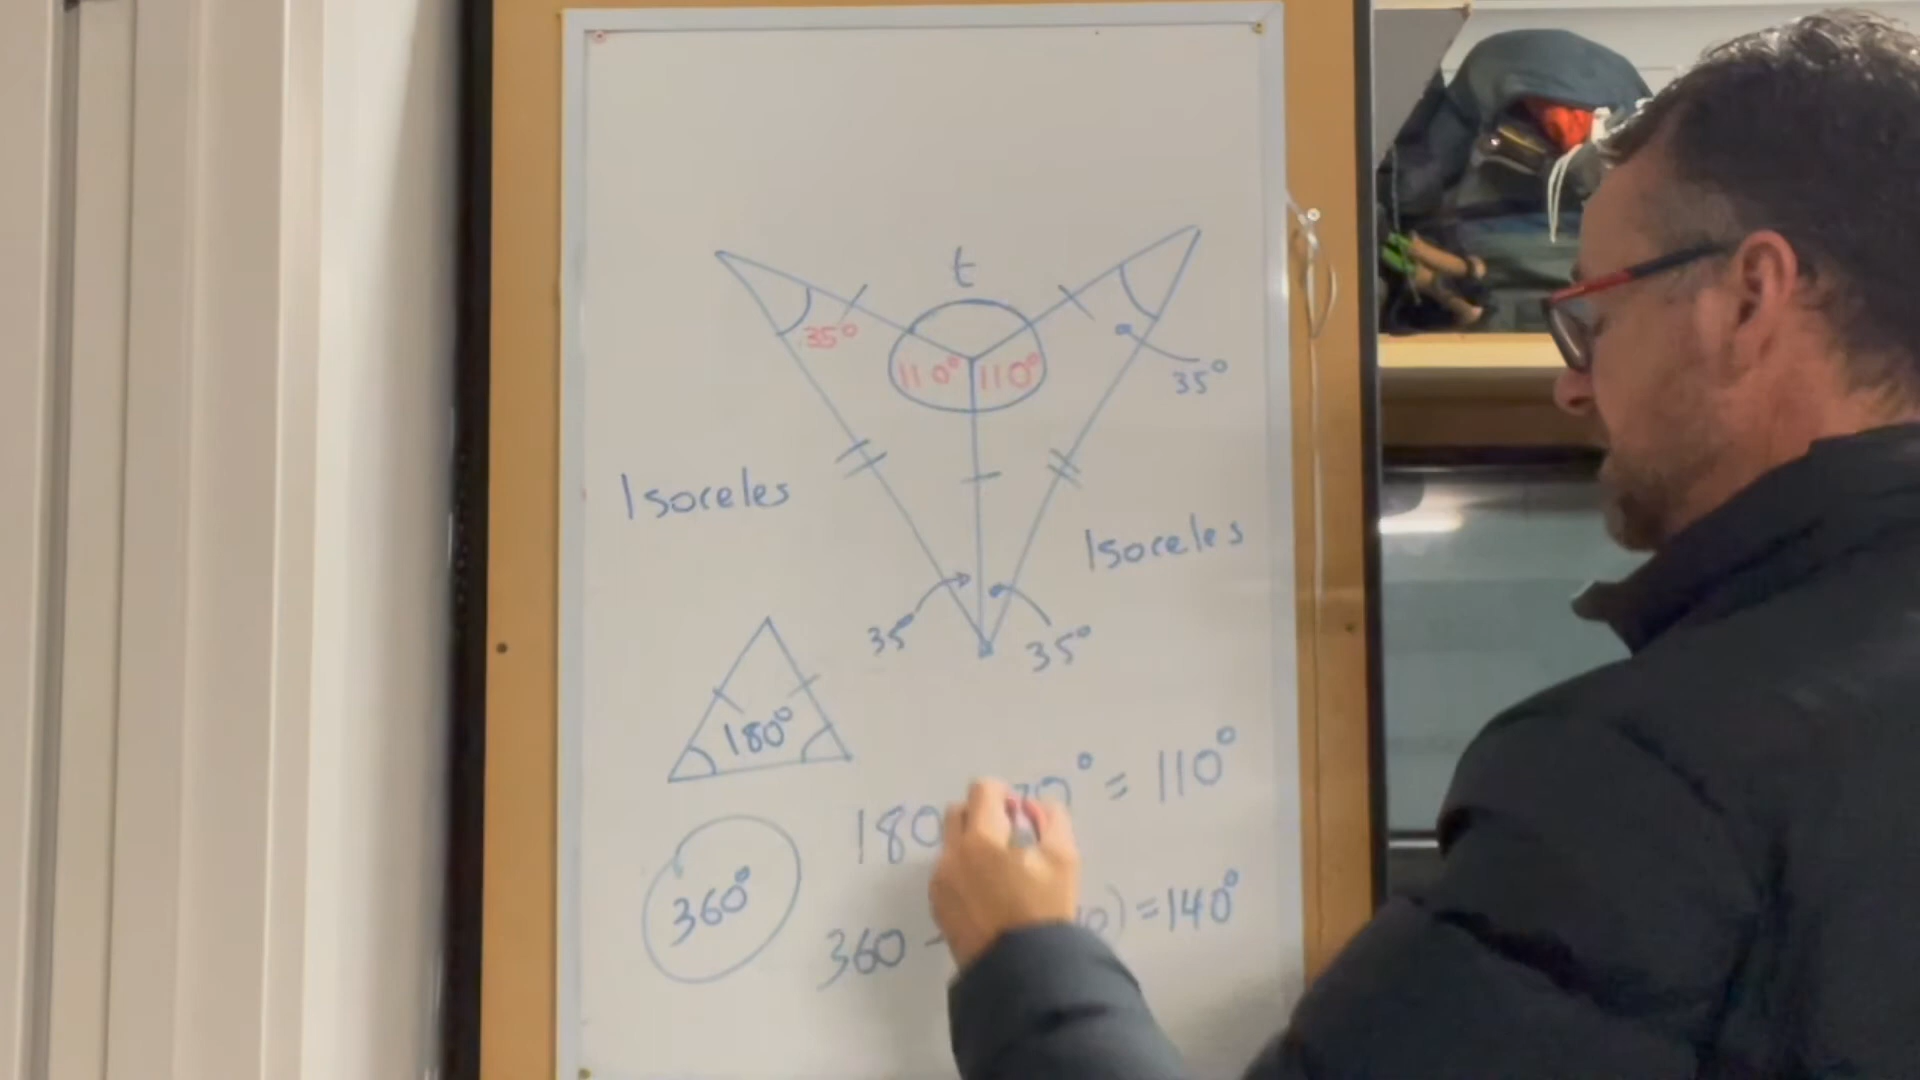 t
35°
110° 110°
35°
Isoceles
Isoceles
35°
35°
180°
180 ° = 110°
360°
360 - ) = 140°